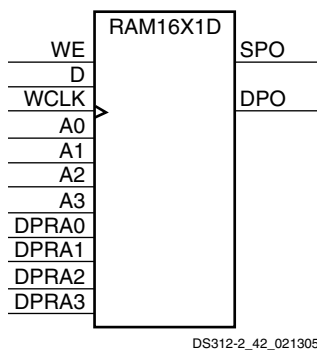 RAM16X1D
WE
SPO
D
WCLK
DPO
A0
A1
A2
A3
DPRA0
DPRA1
DPRA2
DPRA3
DS312-2_42_021305